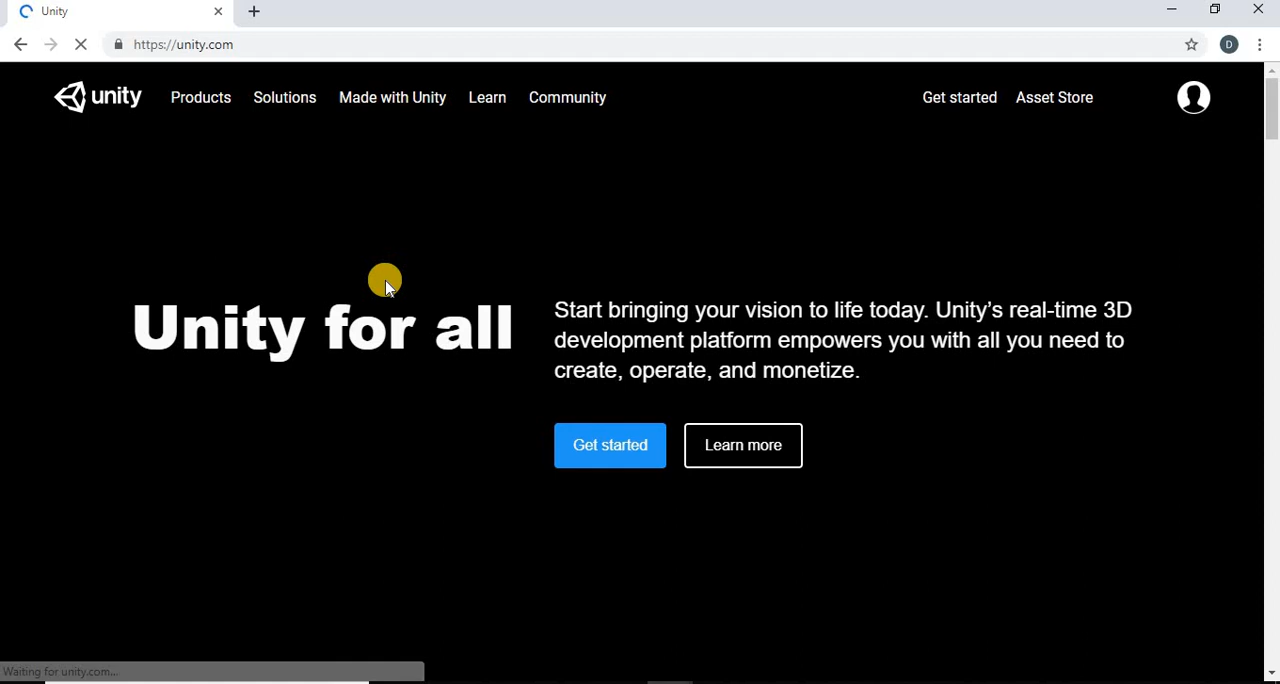 Unity
https://unity.com
D
unity Products Solutions Made with Unity Learn Community Get started Asset Store
Unity for all
Start bringing your vision to life today. Unity’s real-time 3D
development platform empowers you with all you need to
create, operate, and monetize.
Get started Learn more
Waiting for unity.com...